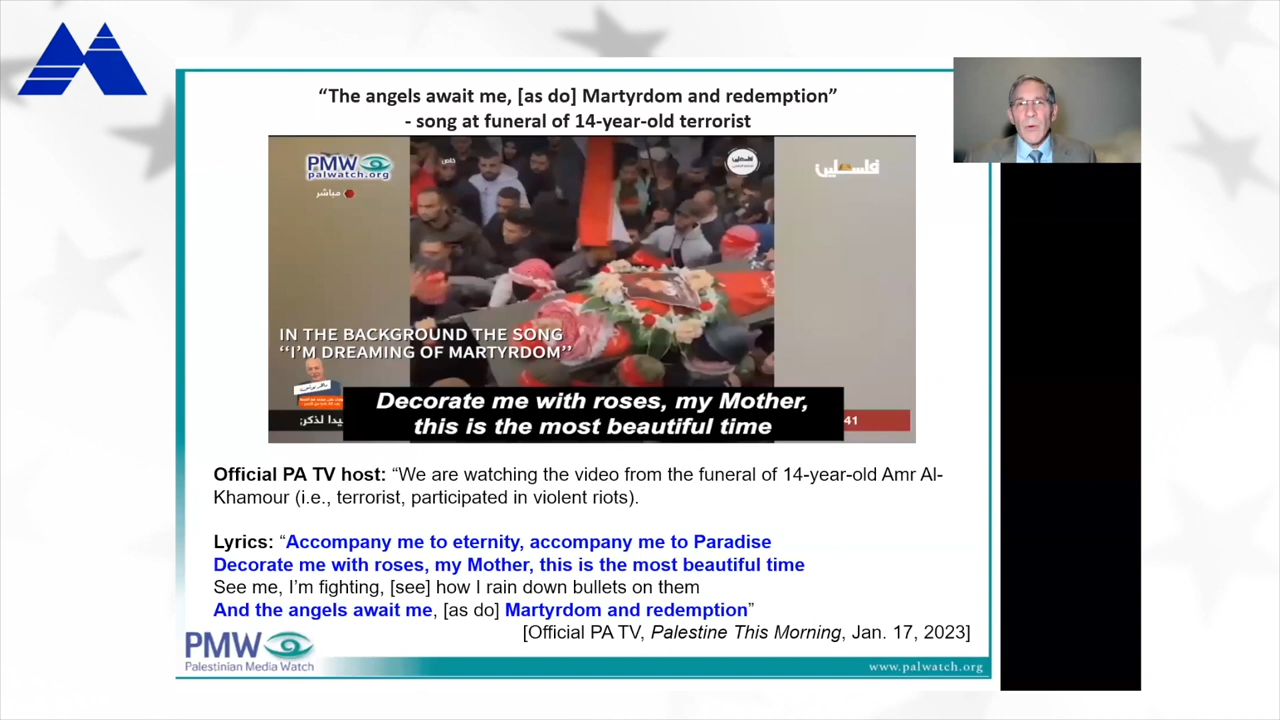 “The angels await me, [as do] Martyrdom and redemption”
- song at funeral of 14-year-old terrorist
PMW
palwatch.org
مباشر
خاص
فلسطين
IN THE BACKGROUND THE SONG
‘‘I’M DREAMING OF MARTYRDOM’’
Decorate me with roses, my Mother,
this is the most beautiful time
41
Official PA TV host: “We are watching the video from the funeral of 14-year-old Amr Al-
Khamour (i.e., terrorist, participated in violent riots).
Lyrics: “Accompany me to eternity, accompany me to Paradise
Decorate me with roses, my Mother, this is the most beautiful time
See me, I’m fighting, [see] how I rain down bullets on them
And the angels await me, [as do] Martyrdom and redemption”
[Official PA TV, Palestine This Morning, Jan. 17, 2023]
PMW
Palestinian Media Watch
www.palwatch.org